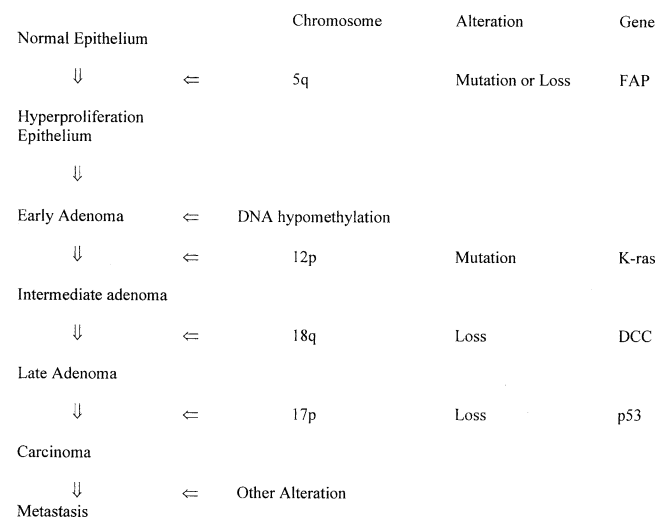 Chromosome Alteration Gene
Normal Epithelium
⇓ ⇐ 5q Mutation or Loss FAP
Hyperproliferation
Epithelium
⇓
Early Adenoma ⇐ DNA hypomethylation
⇓ ⇐ 12p Mutation K-ras
Intermediate adenoma
⇓ ⇐ 18q Loss DCC
Late Adenoma
⇓ ⇐ 17p Loss p53
Carcinoma
⇓ ⇐ Other Alteration
Metastasis